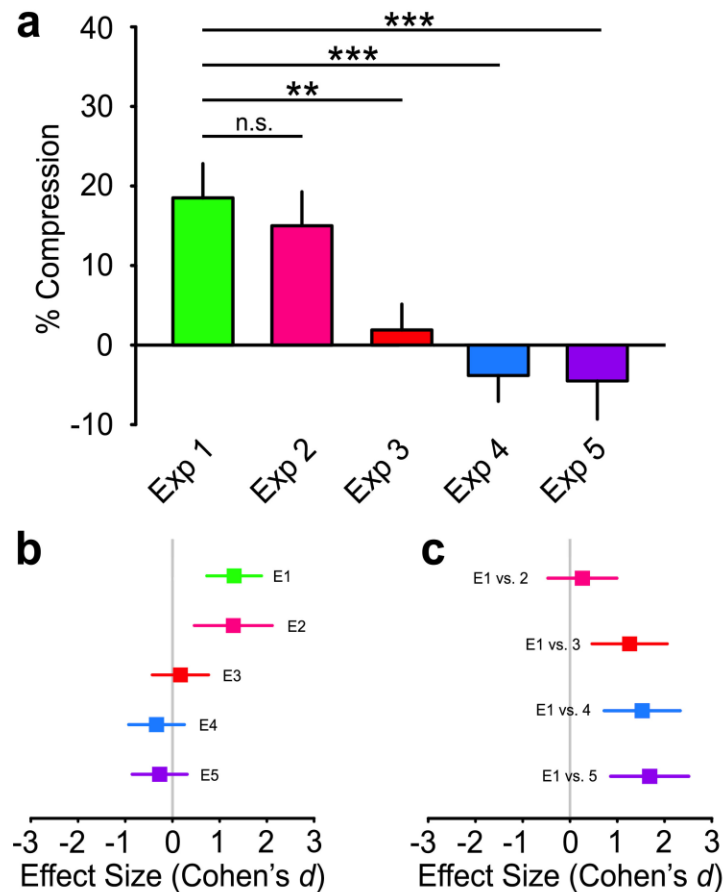 a
40
30
20
10
0
-10
% Compression
***
***
**
n.s.
Exp 1
Exp 2
Exp 3
Exp 4
Exp 5
b
E1
E2
E3
E4
E5
-3 -2 -1 0 1 2 3
Effect Size (Cohen's d)
c
E1 vs. 2
E1 vs. 3
E1 vs. 4
E1 vs. 5
-3 -2 -1 0 1 2 3
Effect Size (Cohen's d)